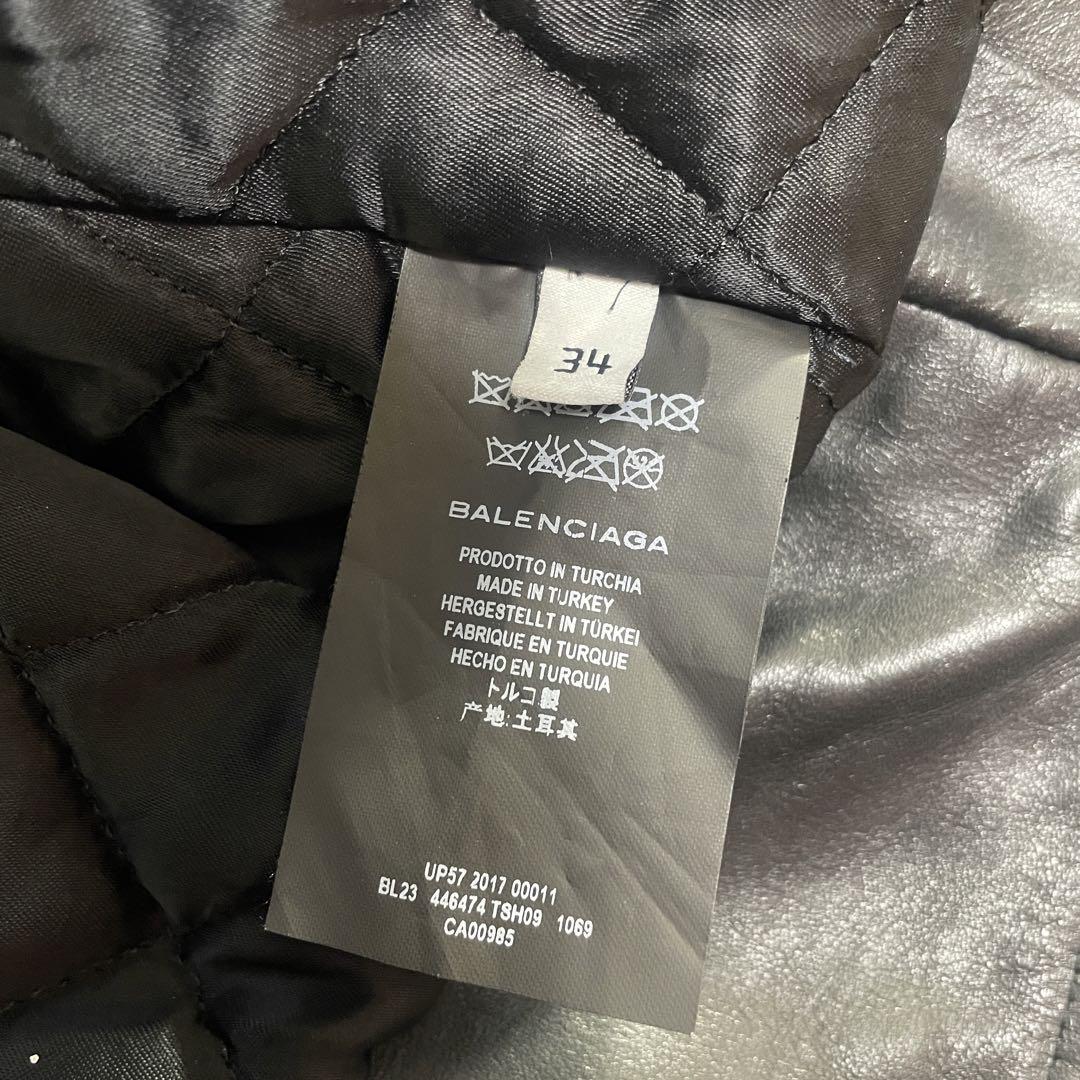 34
BALENCIAGA
PRODOTTO IN TURCHIA
MADE IN TURKEY
HERGESTELLT IN TÜRKEI
FABRIQUE EN TURQUIE
HECHO EN TURQUIA
トルコ製
产地:土耳其
UP57 2017 00011
BL23 446474 TSH09 1069
CA00985